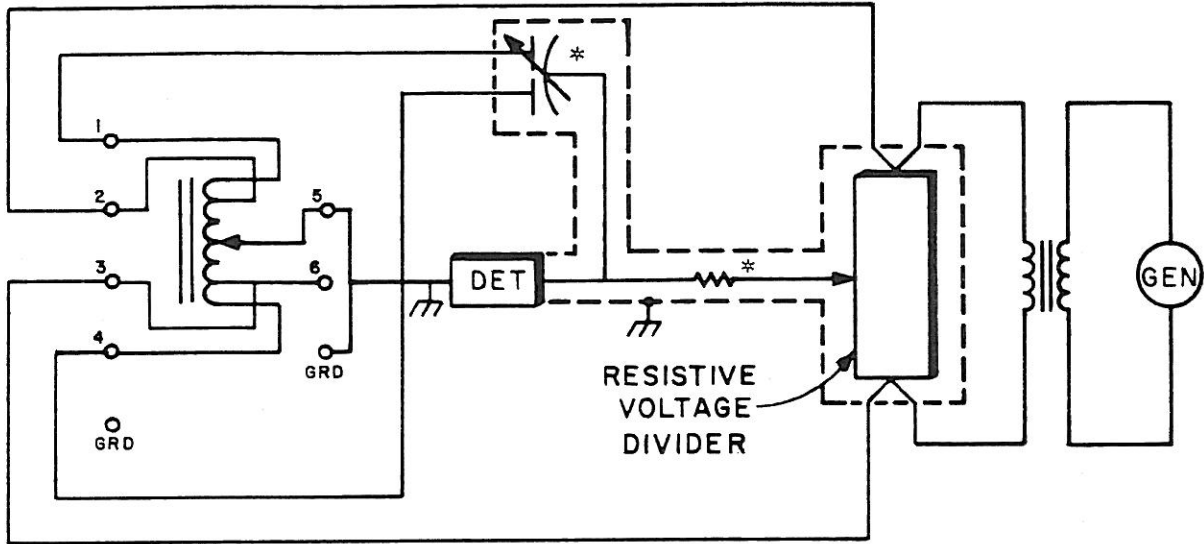 *
1
2
3
4
5
6
GRD
GRD
DET
*
RESISTIVE
VOLTAGE
DIVIDER
GEN